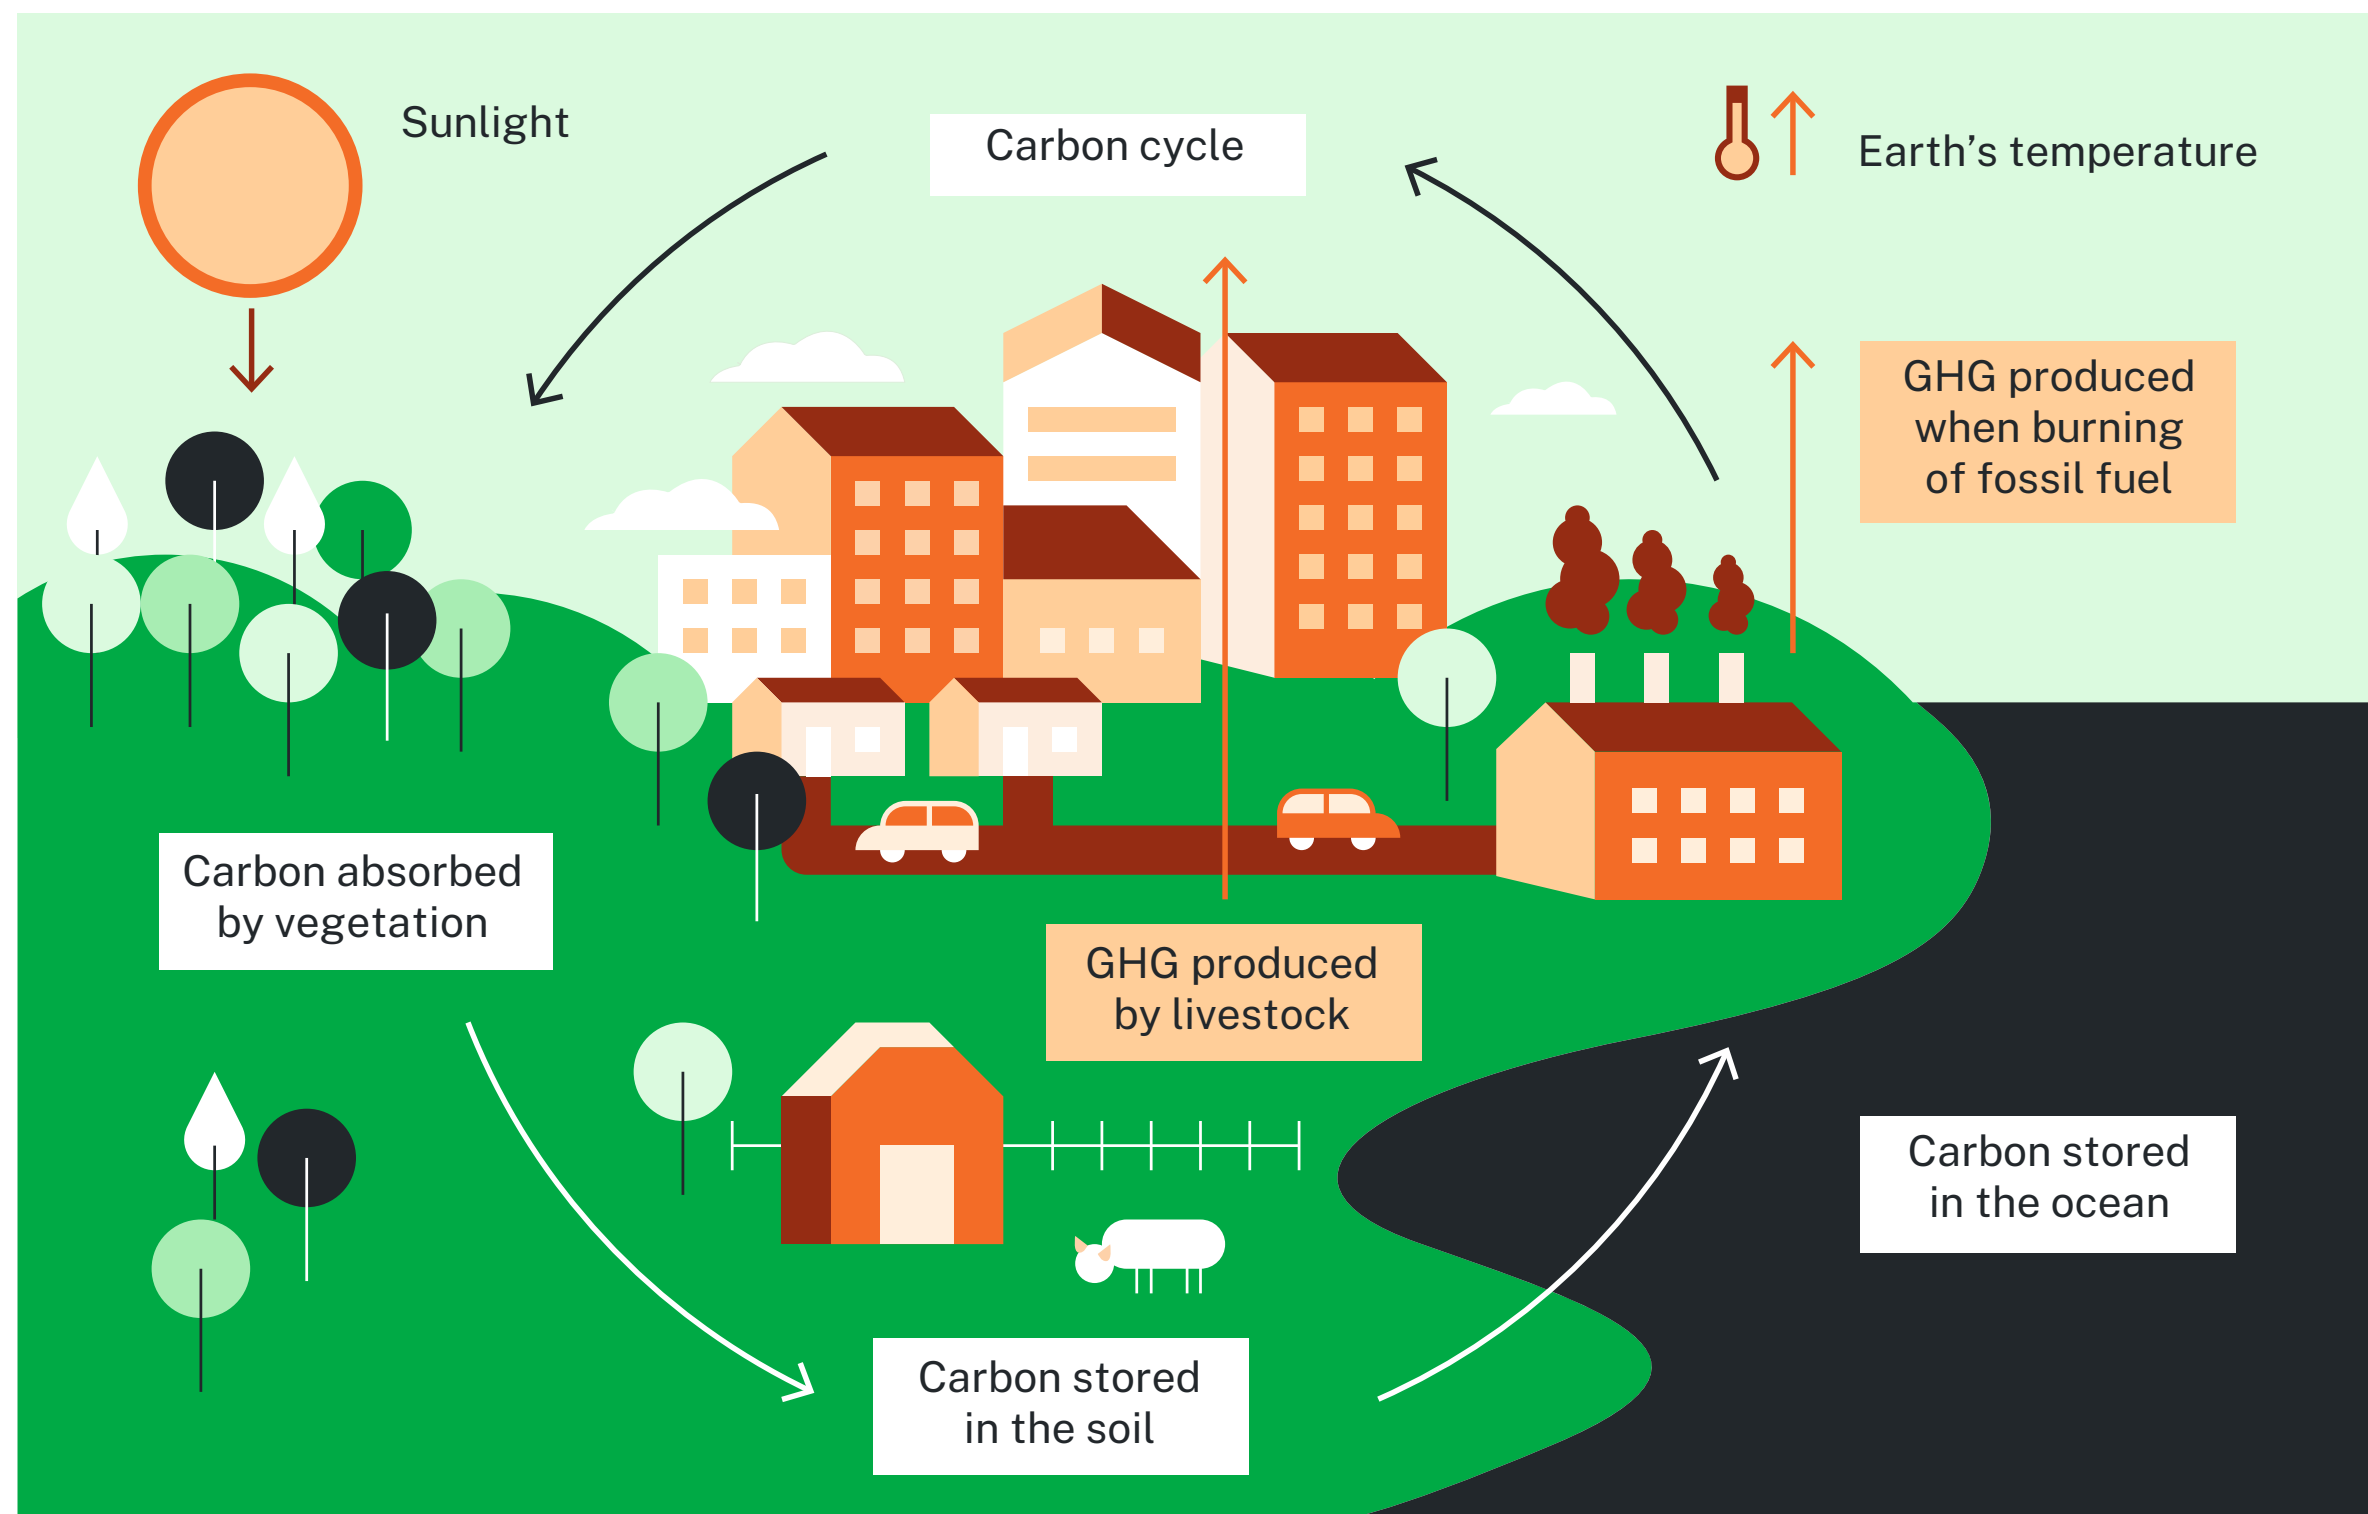 Sunlight
Carbon cycle
Earth’s temperature
GHG produced
when burning
of fossil fuel
Carbon absorbed
by vegetation
GHG produced
by livestock
Carbon stored
in the ocean
Carbon stored
in the soil